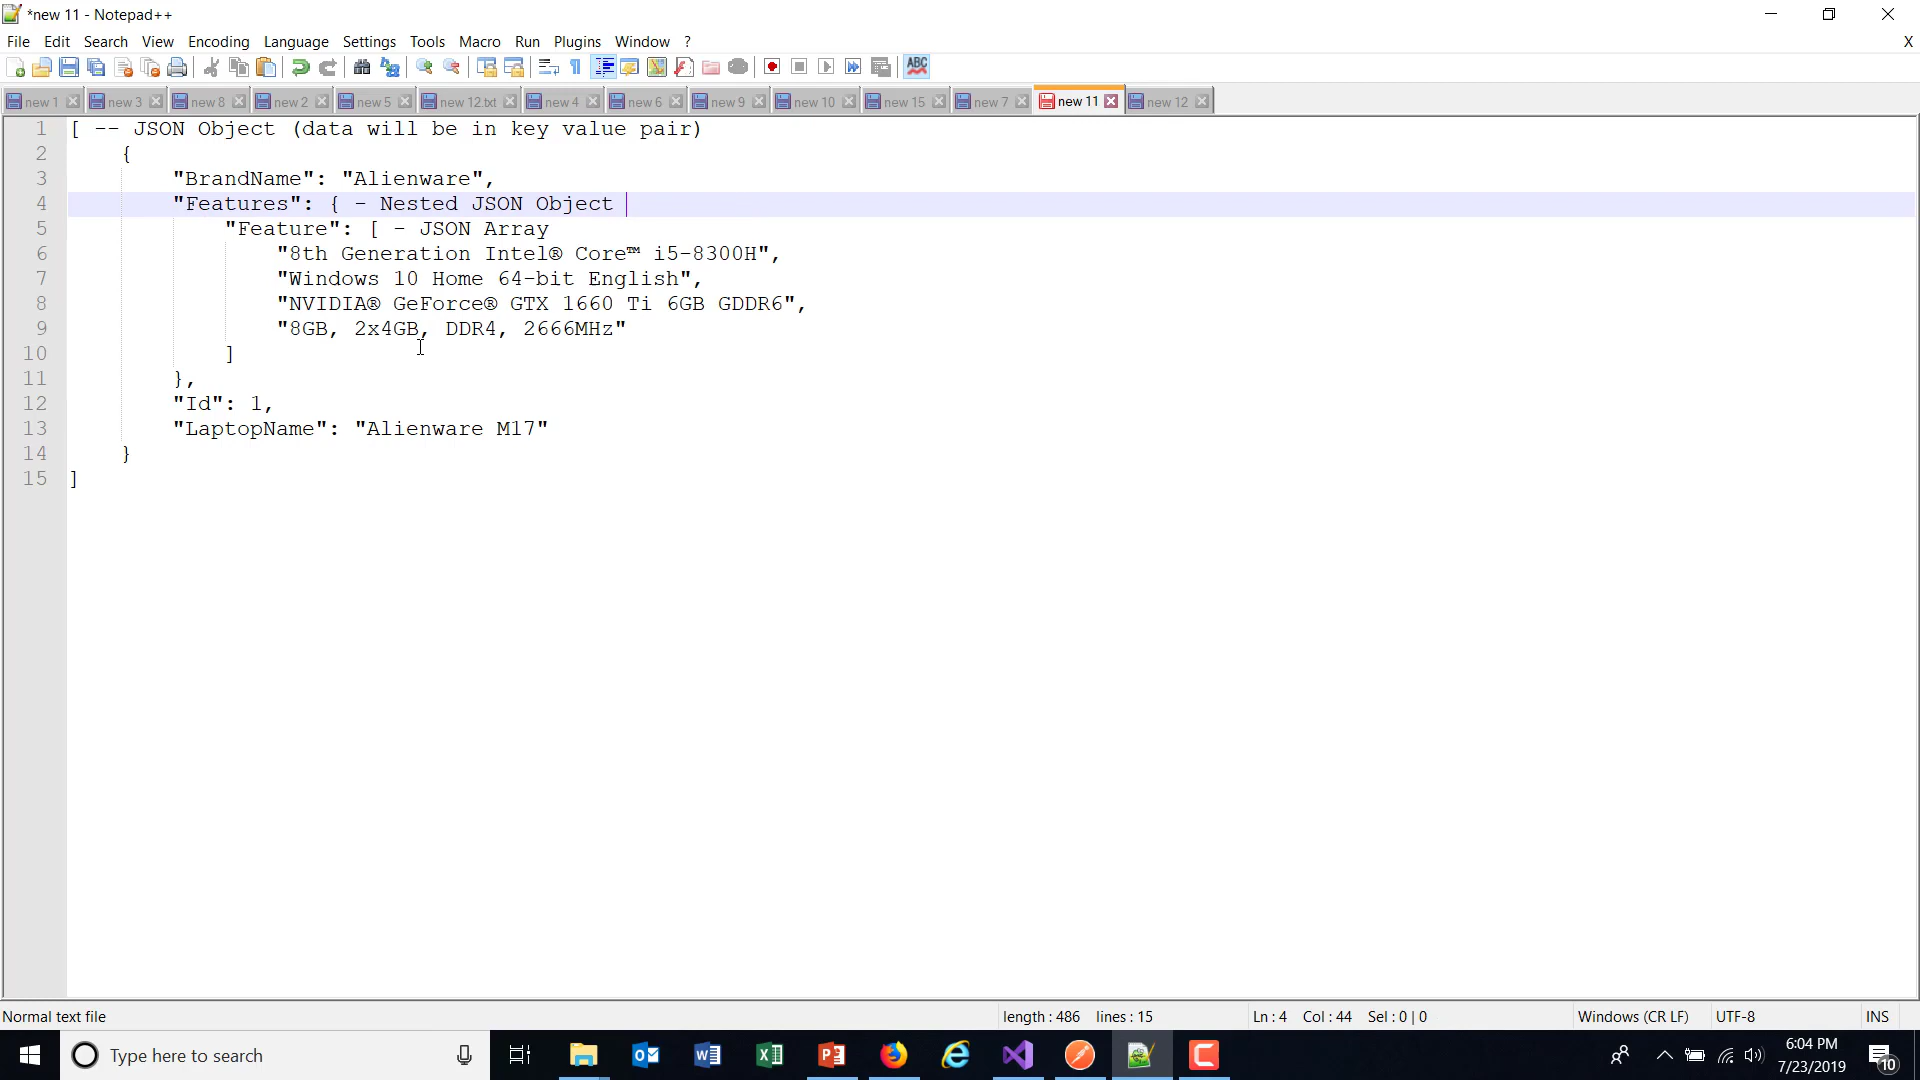 *new 11 - Notepad++
File Edit Search View Encoding Language Settings Tools Macro Run Plugins Window ? X
ABC
new 1 new 3 new 8 new 2 new 5 new 12.txt new 4 new 6 new 9 new 10 new 15 new 7 new 11 new 12
1 [ -- JSON Object (data will be in key value pair)
2 {
3 "BrandName": "Alienware",
4 "Features": { - Nested JSON Object
5 "Feature": [ - JSON Array
6 "8th Generation Intel® Core™ i5-8300H",
7 "Windows 10 Home 64-bit English",
8 "NVIDIA® GeForce® GTX 1660 Ti 6GB GDDR6",
9 "8GB, 2x4GB, DDR4, 2666MHz"
10 ]
11 },
12 "Id": 1,
13 "LaptopName": "Alienware M17"
14 }
15 ]
Normal text file length : 486 lines : 15 Ln : 4 Col : 44 Sel : 0 | 0 Windows (CR LF) UTF-8 INS
Type here to search
6:04 PM
7/23/2019
10